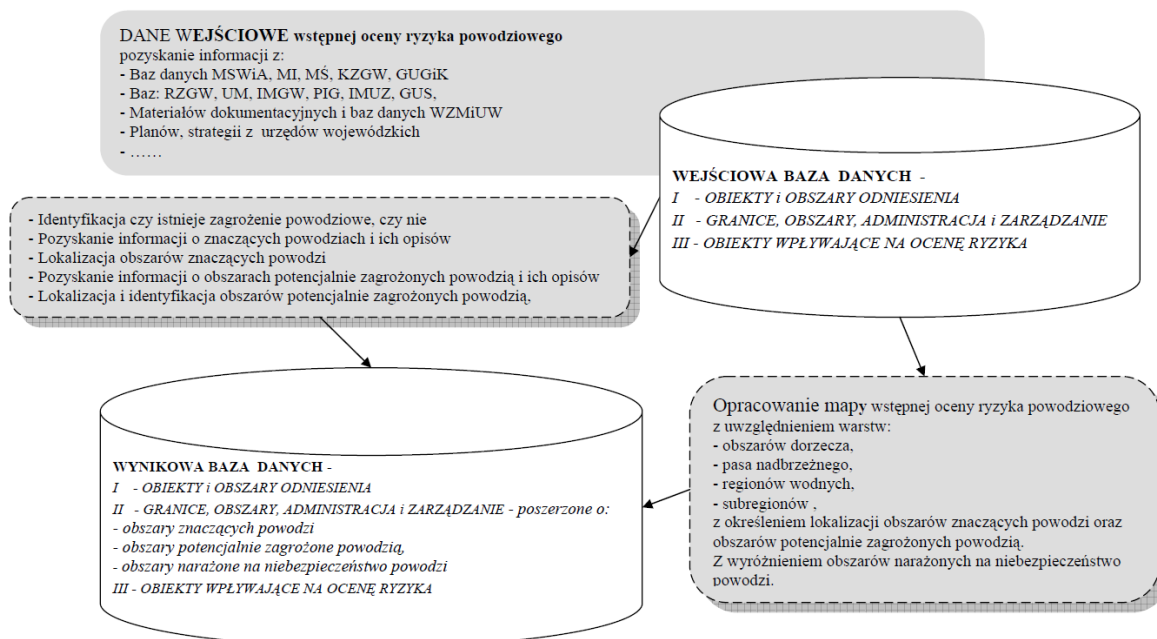 DANE WEJŚCIOWE wstępnej oceny ryzyka powodziowego
pozyskanie informacji z:
- Baz danych MSWiA, MI, MŚ, KZGW, GUGiK
- Baz: RZGW, UM, IMGW, PIG, IMUZ, GUS,
- Materiałów dokumentacyjnych i baz danych WZMiUW
- Planów, strategii z urzędów wojewódzkich
- ……
WEJŚCIOWA BAZA DANYCH -
I - OBIEKTY i OBSZARY ODNIESIENIA
II - GRANICE, OBSZARY, ADMINISTRACJA i ZARZĄDZANIE
III - OBIEKTY WPŁYWAJĄCE NA OCENĘ RYZYKA
- Identyfikacja czy istnieje zagrożenie powodziowe, czy nie
- Pozyskanie informacji o znaczących powodziach i ich opisów
- Lokalizacja obszarów znaczących powodzi
- Pozyskanie informacji o obszarach potencjalnie zagrożonych powodzią i ich opisów
- Lokalizacja i identyfikacja obszarów potencjalnie zagrożonych powodzią,
Opracowanie mapy wstępnej oceny ryzyka powodziowego
z uwzględnieniem warstw:
- obszarów dorzecza,
- pasa nadbrzeżnego,
- regionów wodnych,
- subregionów ,
z określeniem lokalizacji obszarów znaczących powodzi oraz
obszarów potencjalnie zagrożonych powodzią.
Z wyróżnieniem obszarów narażonych na niebezpieczeństwo
powodzi.
WYNIKOWA BAZA DANYCH -
I - OBIEKTY i OBSZARY ODNIESIENIA
II - GRANICE, OBSZARY, ADMINISTRACJA i ZARZĄDZANIE - poszerzone o:
- obszary znaczących powodzi
- obszary potencjalnie zagrożone powodzią,
- obszary narażone na niebezpieczeństwo powodzi
III - OBIEKTY WPŁYWAJĄCE NA OCENĘ RYZYKA